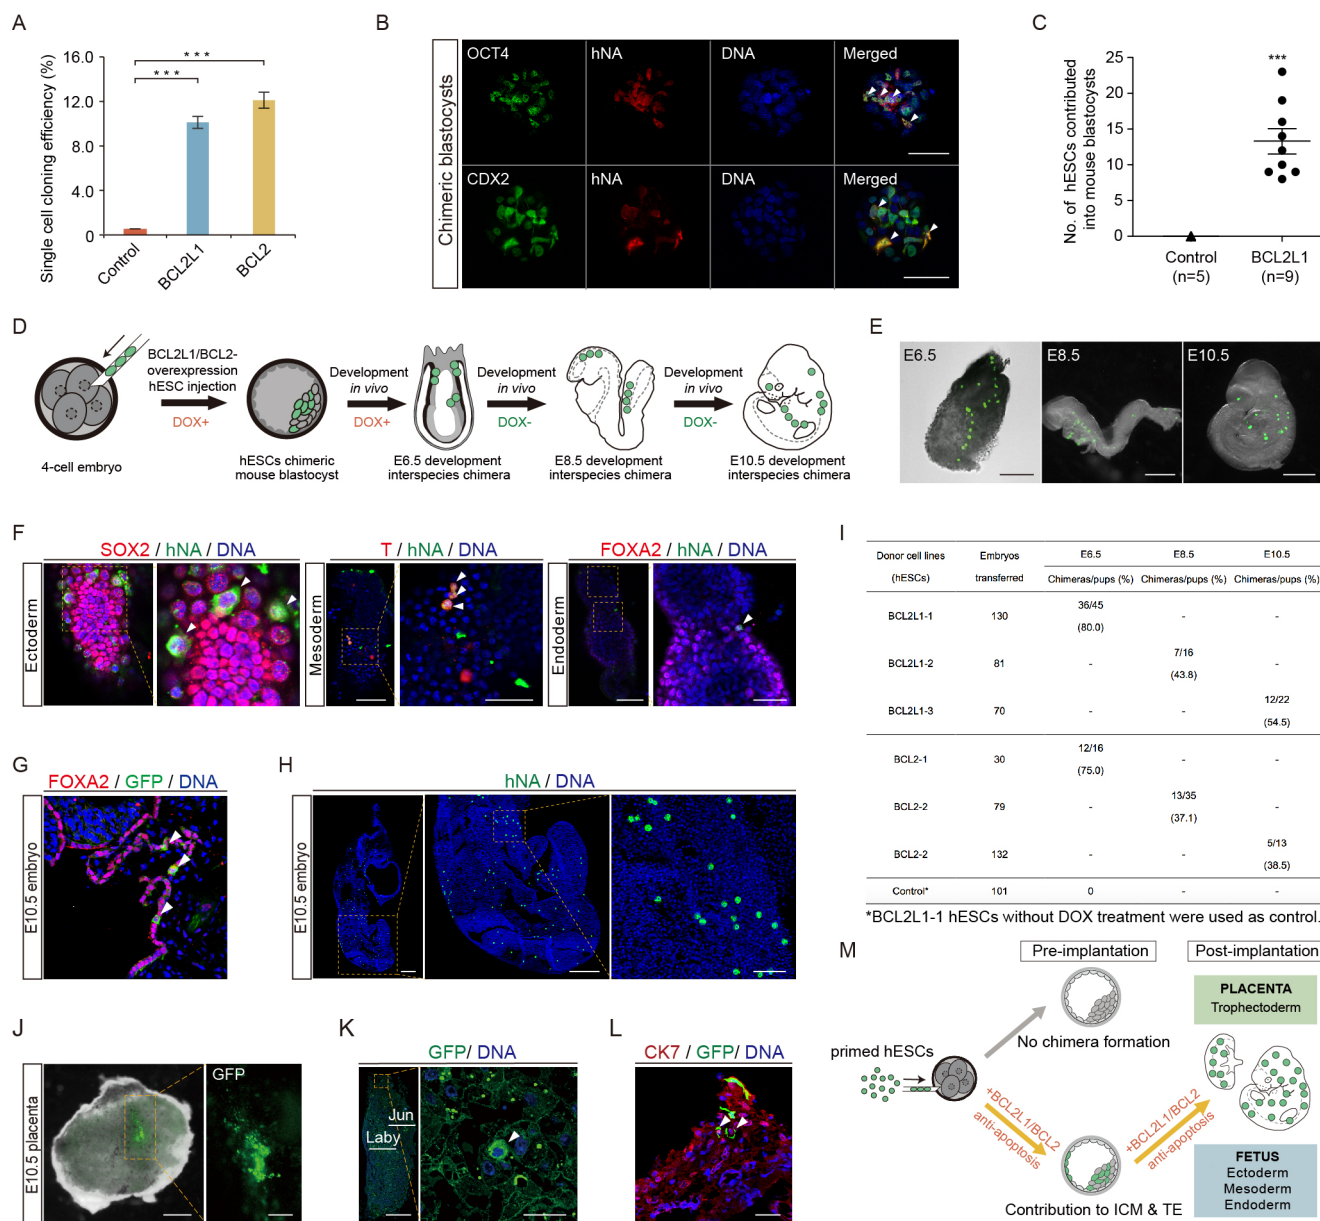 A
Single cell cloning efficiency (%)
16.0
12.0
8.0
4.0
0
***
***
Control
BCL2L1
BCL2
B
Chimeric blastocysts
OCT4
hNA
DNA
Merged
CDX2
hNA
DNA
Merged
C
No. of hESCs contributed
into mouse blastocysts
25
20
15
10
5
0
***
Control
(n=5)
BCL2L1
(n=9)
D
BCL2L1/BCL2-
overexpression
hESC injection
DOX+
Development
in vivo
DOX+
Development
in vivo
DOX-
Development
in vivo
DOX-
4-cell embryo
hESCs chimeric
mouse blastocyst
E6.5 development
interspecies chimera
E8.5 development
interspecies chimera
E10.5 development
interspecies chimera
E
E6.5
E8.5
E10.5
F
SOX2 / hNA / DNA
Ectoderm
T / hNA / DNA
Mesoderm
FOXA2 / hNA / DNA
Endoderm
G
FOXA2 / GFP / DNA
E10.5 embryo
H
hNA / DNA
E10.5 embryo
I
Donor cell lines
(hESCs)
Embryos
transferred
E6.5
E8.5
E10.5
Chimeras/pups (%)
Chimeras/pups (%)
Chimeras/pups (%)
BCL2L1-1
130
36/45
(80.0)
-
-
BCL2L1-2
81
-
7/16
(43.8)
-
BCL2L1-3
70
-
-
12/22
(54.5)
BCL2-1
30
12/16
(75.0)
-
-
BCL2-2
79
-
13/35
(37.1)
-
BCL2-2
132
-
-
5/13
(38.5)
Control*
101
0
-
-
*BCL2L1-1 hESCs without DOX treatment were used as control.
J
E10.5 placenta
GFP
K
GFP/ DNA
Jun
Laby
L
CK7 / GFP/ DNA
M
Pre-implantation
Post-implantation
primed hESCs
No chimera formation
+BCL2L1/BCL2
anti-apoptosis
Contribution to ICM & TE
+BCL2L1/BCL2
anti-apoptosis
PLACENTA
Trophectoderm
FETUS
Ectoderm
Mesoderm
Endoderm